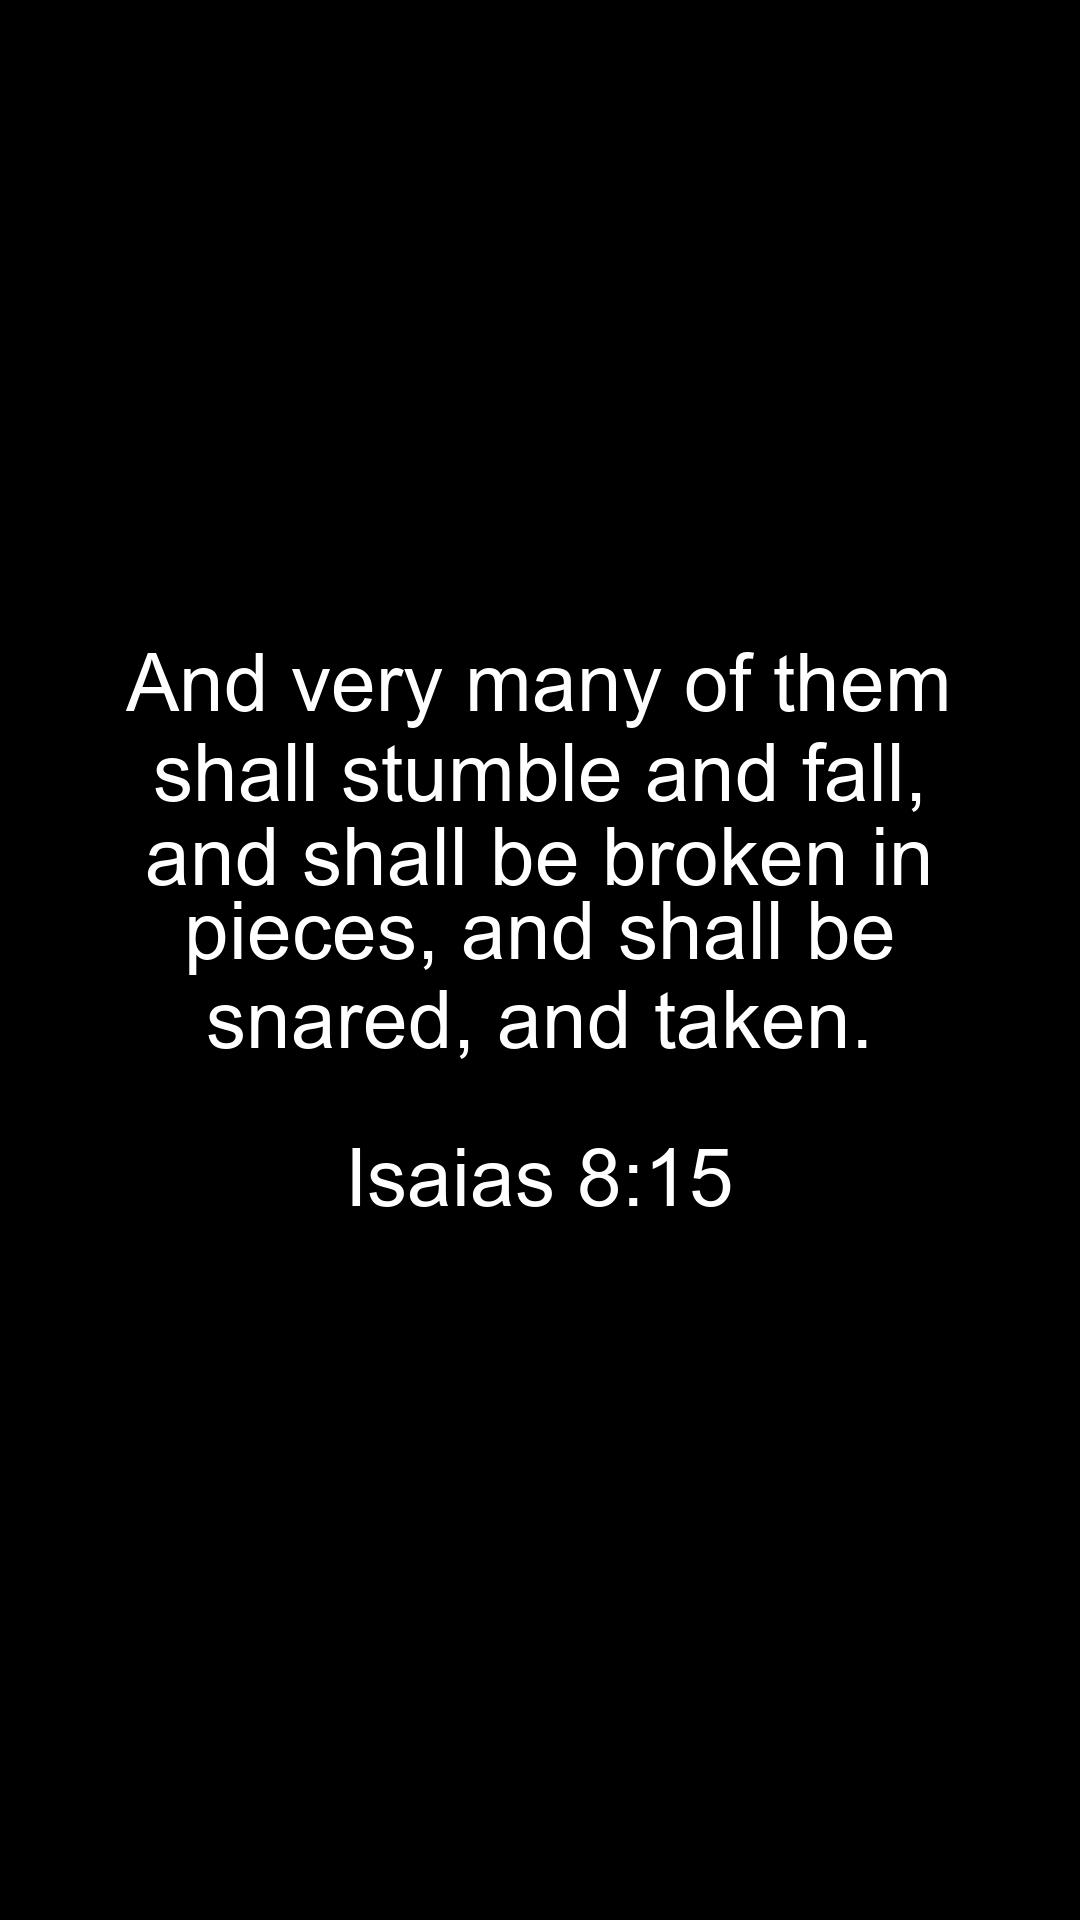 And very many of them
shall stumble and fall,
and shall be broken in
pieces, and shall be
snared, and taken.
Isaias 8:15